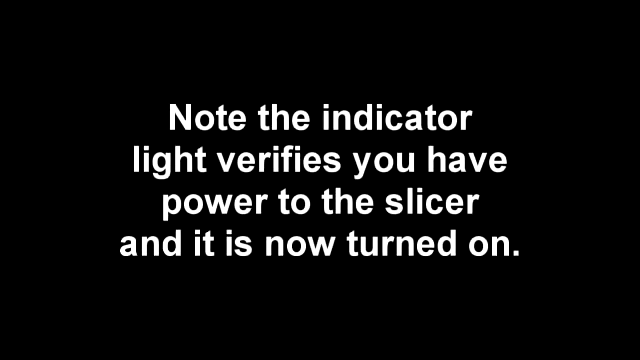 Note the indicator
light verifies you have
power to the slicer
and it is now turned on.